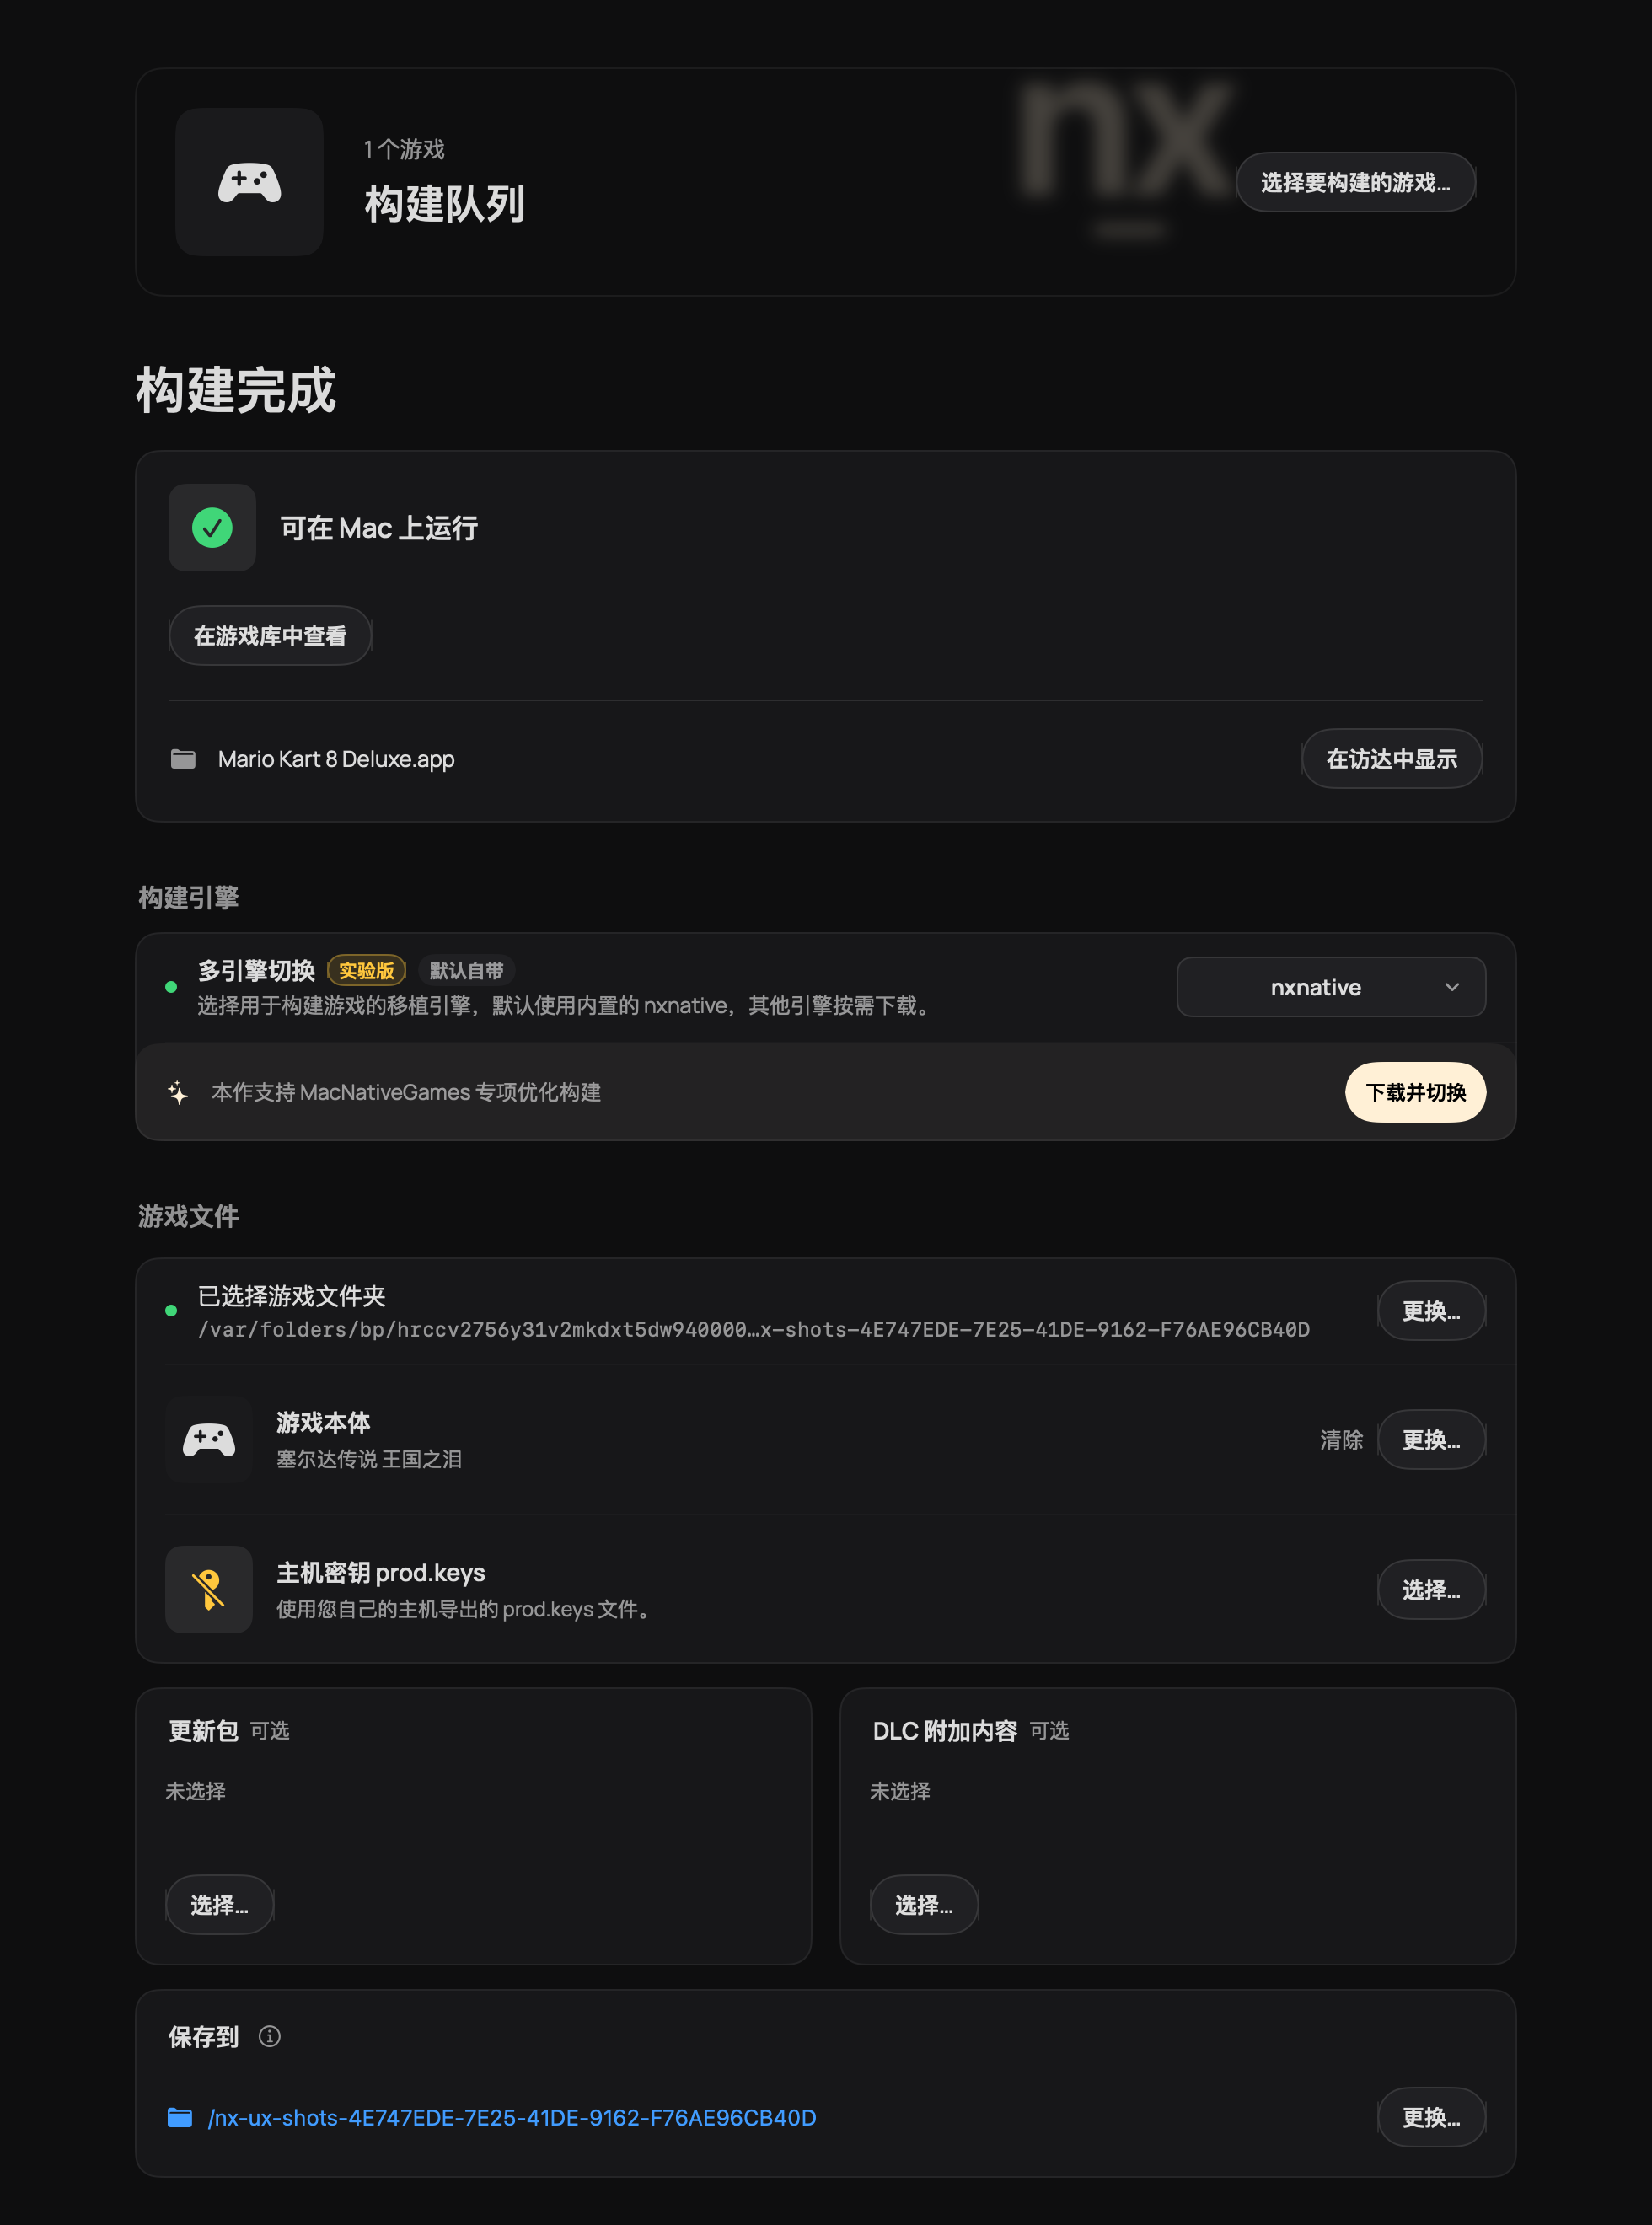 nx
1 个游戏
构建队列
选择要构建的游戏...
构建完成
可在 Mac 上运行
在游戏库中查看
Mario Kart 8 Deluxe.app
在访达中显示
构建引擎
多引擎切换 实验版 默认自带
选择用于构建游戏的移植引擎，默认使用内置的 nxnative，其他引擎按需下载。
nxnative
本作支持 MacNativeGames 专项优化构建
下载并切换
游戏文件
已选择游戏文件夹
/var/folders/bp/hrccv2756y31v2mkdxt5dw940000…x-shots-4E747EDE-7E25-41DE-9162-F76AE96CB40D
更换...
游戏本体
塞尔达传说 王国之泪
清除
更换...
主机密钥 prod.keys
使用您自己的主机导出的 prod.keys 文件。
选择...
更新包 可选
未选择
选择...
DLC 附加内容 可选
未选择
选择...
保存到
/nx-ux-shots-4E747EDE-7E25-41DE-9162-F76AE96CB40D
更换...